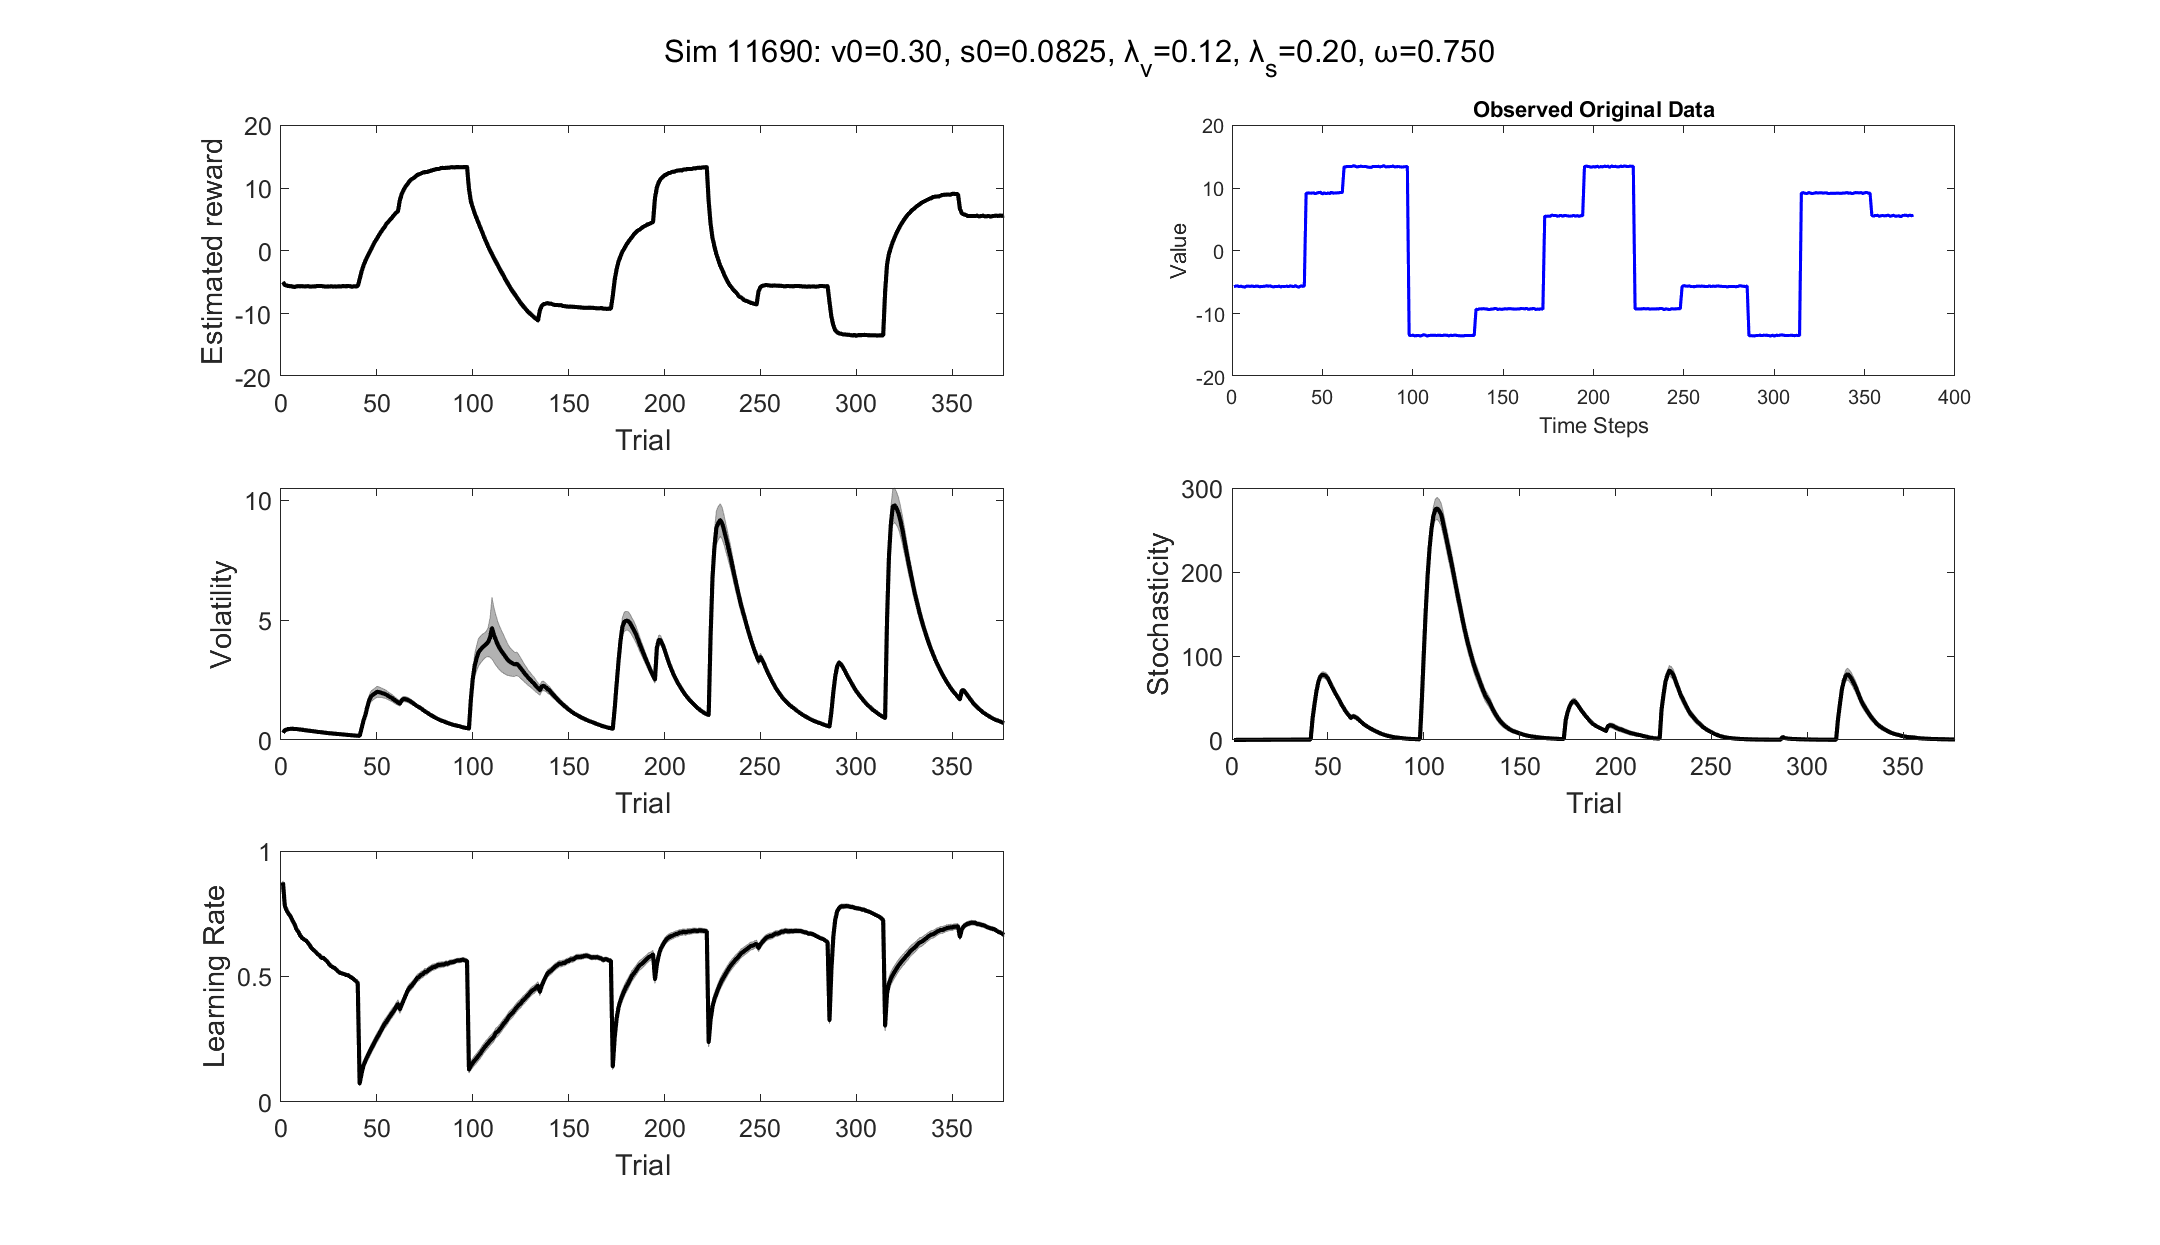 Sim 11690: v0=0.30, s0=0.0825, λ_v=0.12, λ_s=0.20, ω=0.750
20
10
0
-10
-20
Estimated reward
0 50 100 150 200 250 300 350
Trial
Observed Original Data
20
10
0
-10
-20
Value
0 50 100 150 200 250 300 350 400
Time Steps
10
5
0
Volatility
0 50 100 150 200 250 300 350
Trial
300
200
100
0
Stochasticity
0 50 100 150 200 250 300 350
Trial
1
0.5
0
Learning Rate
0 50 100 150 200 250 300 350
Trial